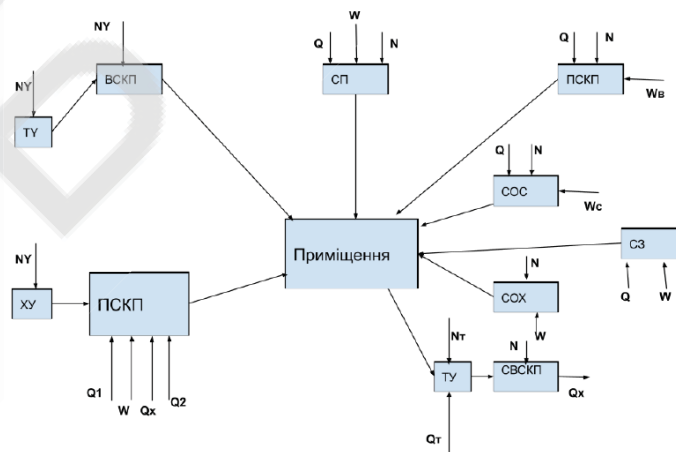 W
NY
Q
N
Q
N
NY
ВСКП
СП
ПСКП
Wв
ТУ
Q
N
СОС
Wс
Приміщення
СЗ
NY
N
ХУ
ПСКП
СОХ
Q
W
W
Nт
N
СВСКП
ТУ
Qх
Q1
W
Qх
Q2
Qт